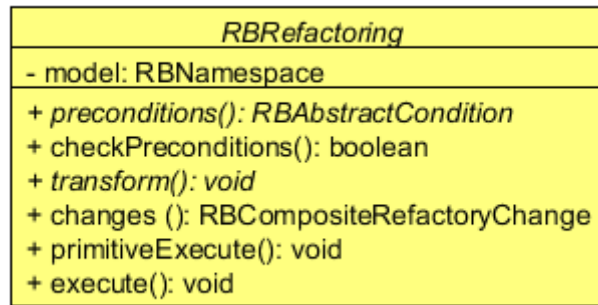 RBRefactoring
- model: RBNamespace
+ preconditions(): RBAbstractCondition
+ checkPreconditions(): boolean
+ transform(): void
+ changes (): RBCompositeRefactoryChange
+ primitiveExecute(): void
+ execute(): void